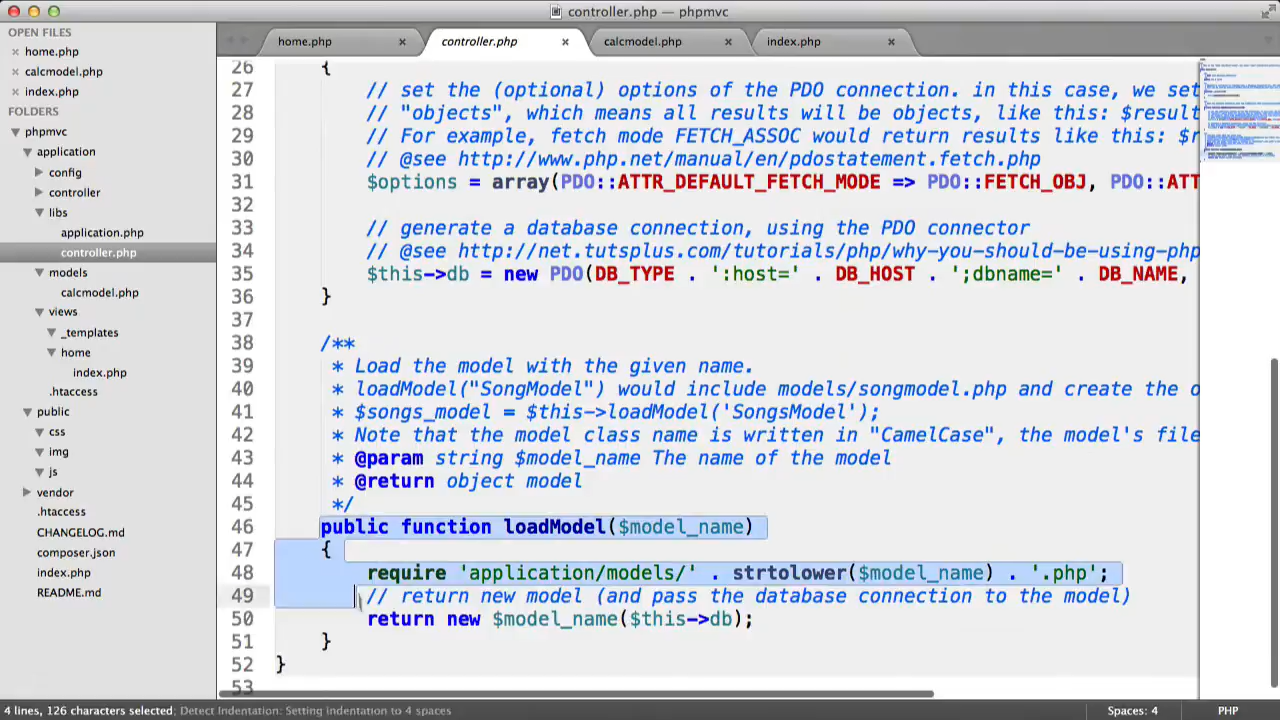 controller.php — phpmvc
OPEN FILES
home.php
calcmodel.php
index.php
FOLDERS
phpmvc
application
config
controller
libs
application.php
controller.php
models
calcmodel.php
views
_templates
home
index.php
.htaccess
public
css
img
js
vendor
.htaccess
CHANGELOG.md
composer.json
index.php
README.md
home.php
controller.php
calcmodel.php
index.php
26 {
27 // set the (optional) options of the PDO connection. in this case, we set
28 // "objects", which means all results will be objects, like this: $result
29 // For example, fetch mode FETCH_ASSOC would return results like this: $r
30 // @see http://www.php.net/manual/en/pdostatement.fetch.php
31 $options = array(PDO::ATTR_DEFAULT_FETCH_MODE => PDO::FETCH_OBJ, PDO::ATT
32
33 // generate a database connection, using the PDO connector
34 // @see http://net.tutsplus.com/tutorials/php/why-you-should-be-using-php
35 $this->db = new PDO(DB_TYPE . ':host=' . DB_HOST . ';dbname=' . DB_NAME,
36 }
37
38 /**
39 * Load the model with the given name.
40 * loadModel("SongModel") would include models/songmodel.php and create the o
41 * $songs_model = $this->loadModel('SongsModel');
42 * Note that the model class name is written in "CamelCase", the model's file
43 * @param string $model_name The name of the model
44 * @return object model
45 */
46 public function loadModel($model_name)
47 {
48 require 'application/models/' . strtolower($model_name) . '.php';
49 // return new model (and pass the database connection to the model)
50 return new $model_name($this->db);
51 }
52 }
53
4 lines, 126 characters selected; Detect Indentation: Setting indentation to 4 spaces
Spaces: 4
PHP